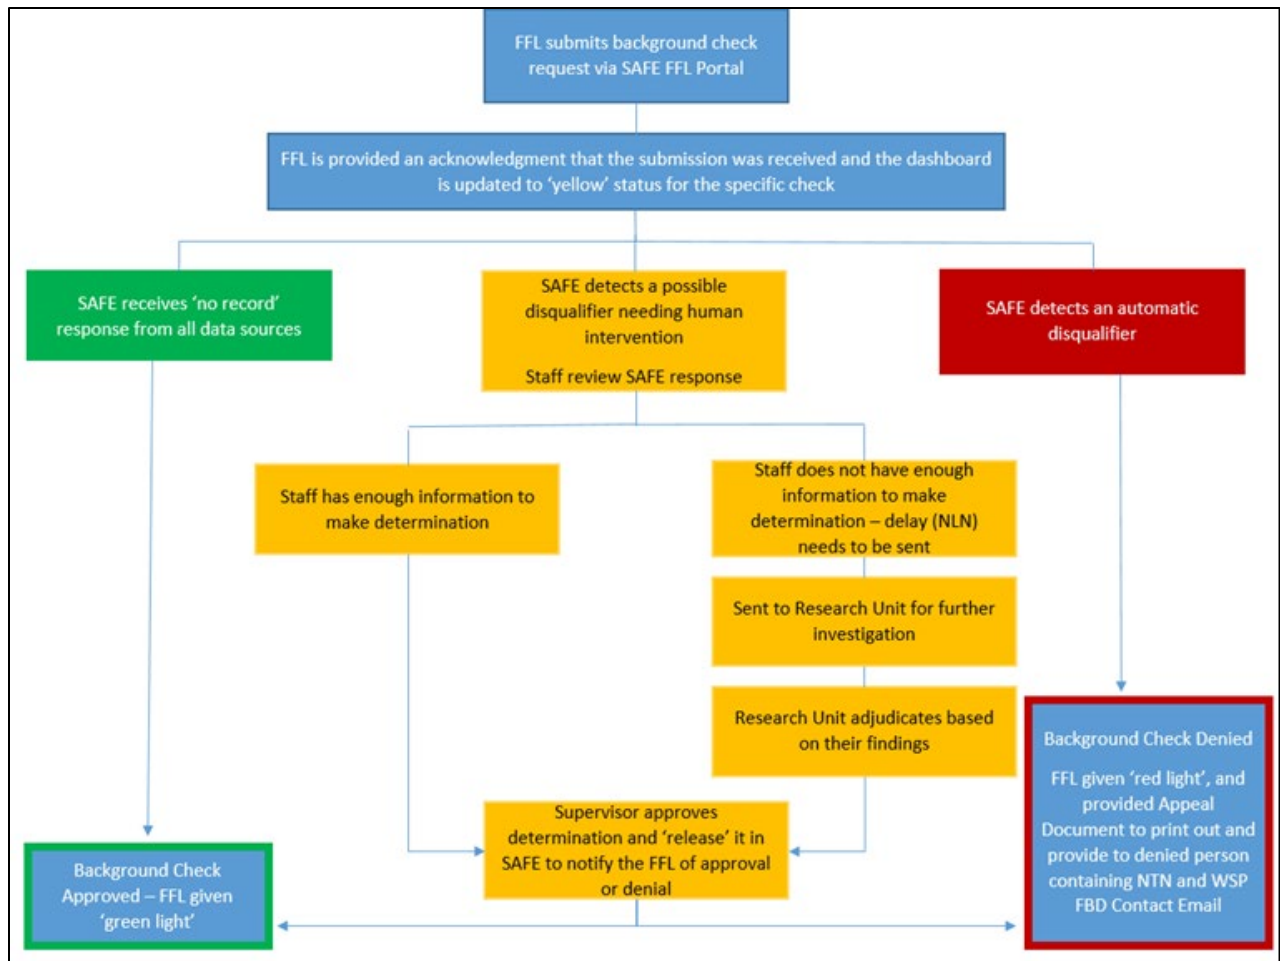 FFL submits background check
request via SAFE FFL Portal
FFL is provided an acknowledgment that the submission was received and the dashboard
is updated to ‘yellow’ status for the specific check
SAFE receives ‘no record’
response from all data sources
SAFE detects a possible
disqualifier needing human
intervention
Staff review SAFE response
SAFE detects an automatic
disqualifier
Staff has enough information to
make determination
Staff does not have enough
information to make
determination – delay (NLN)
needs to be sent
Sent to Research Unit for further
investigation
Research Unit adjudicates based
on their findings
Supervisor approves
determination and ‘release’ it in
SAFE to notify the FFL of approval
or denial
Background Check
Approved – FFL given
‘green light’
Background Check Denied
FFL given ‘red light’, and
provided Appeal
Document to print out and
provide to denied person
containing NTN and WSP
FBD Contact Email